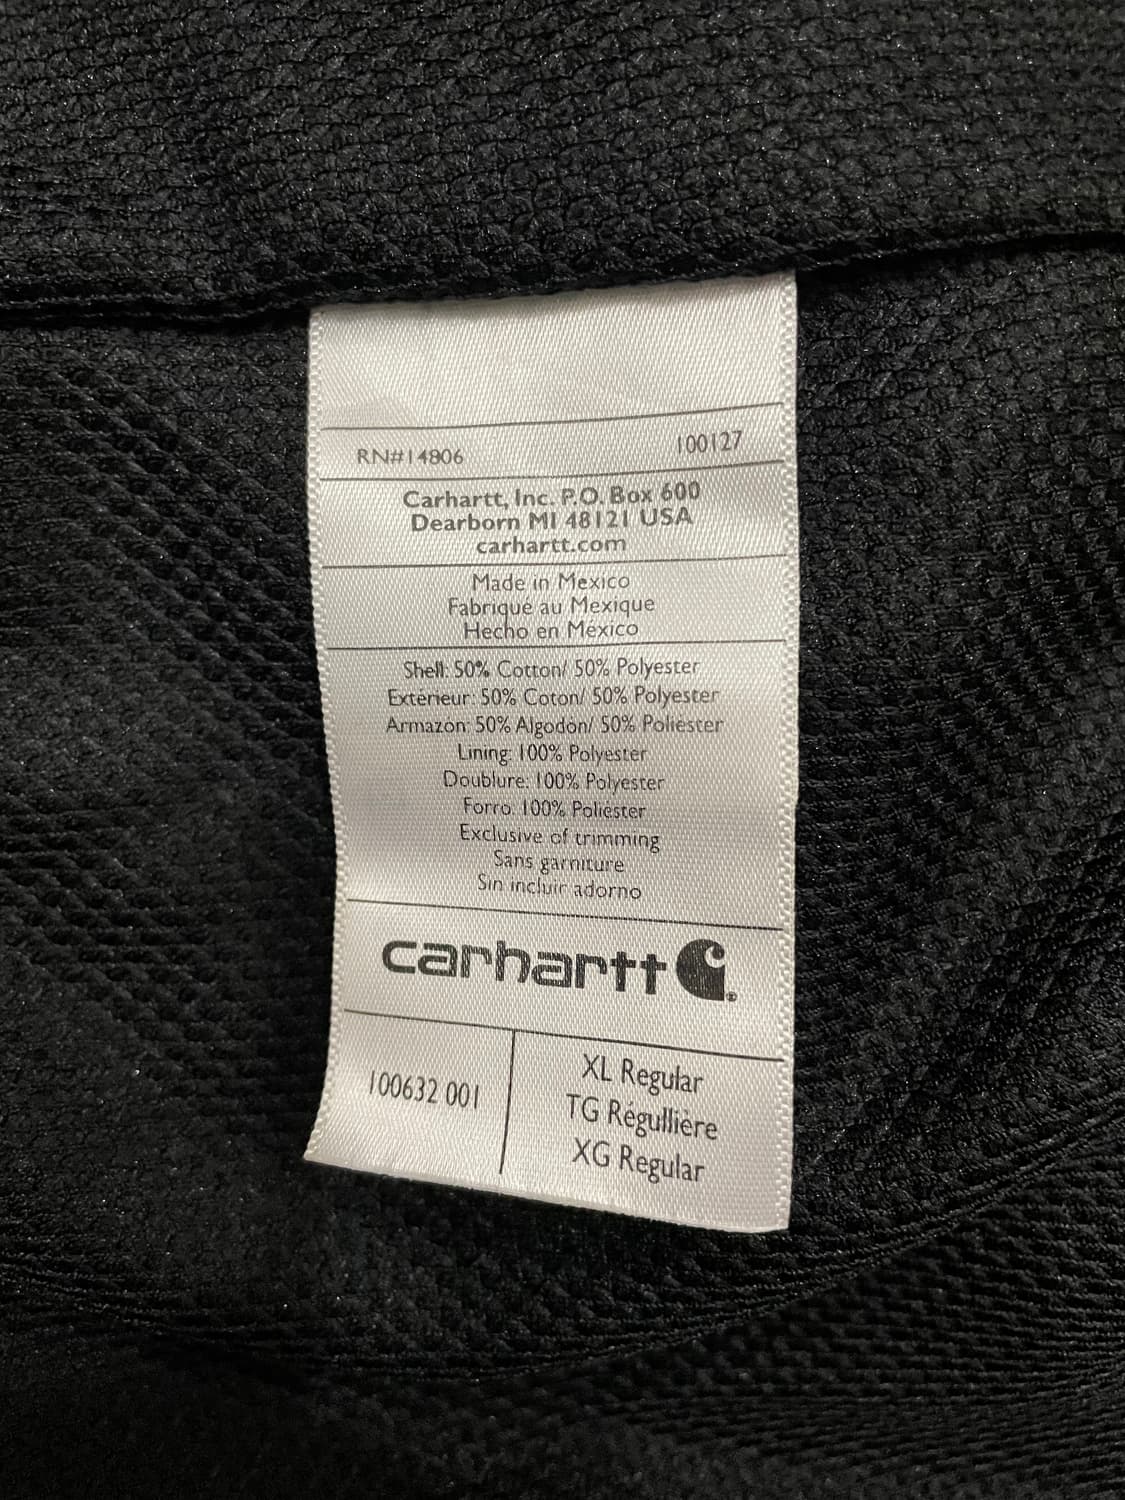 RN#14806 100127
Carhartt, Inc. P.O. Box 600
Dearborn MI 48121 USA
carhartt.com
Made in Mexico
Fabriqué au Mexique
Hecho en México
Shell: 50% Cotton/ 50% Polyester
Extérieur: 50% Coton/ 50% Polyester
Armazon: 50% Algodón/ 50% Poliéster
Lining: 100% Polyester
Doublure: 100% Polyester
Forro: 100% Poliéster
Exclusive of trimming
Sans garniture
Sin incluir adorno
carhartt
100632 001
XL Regular
TG Régullière
XG Regular